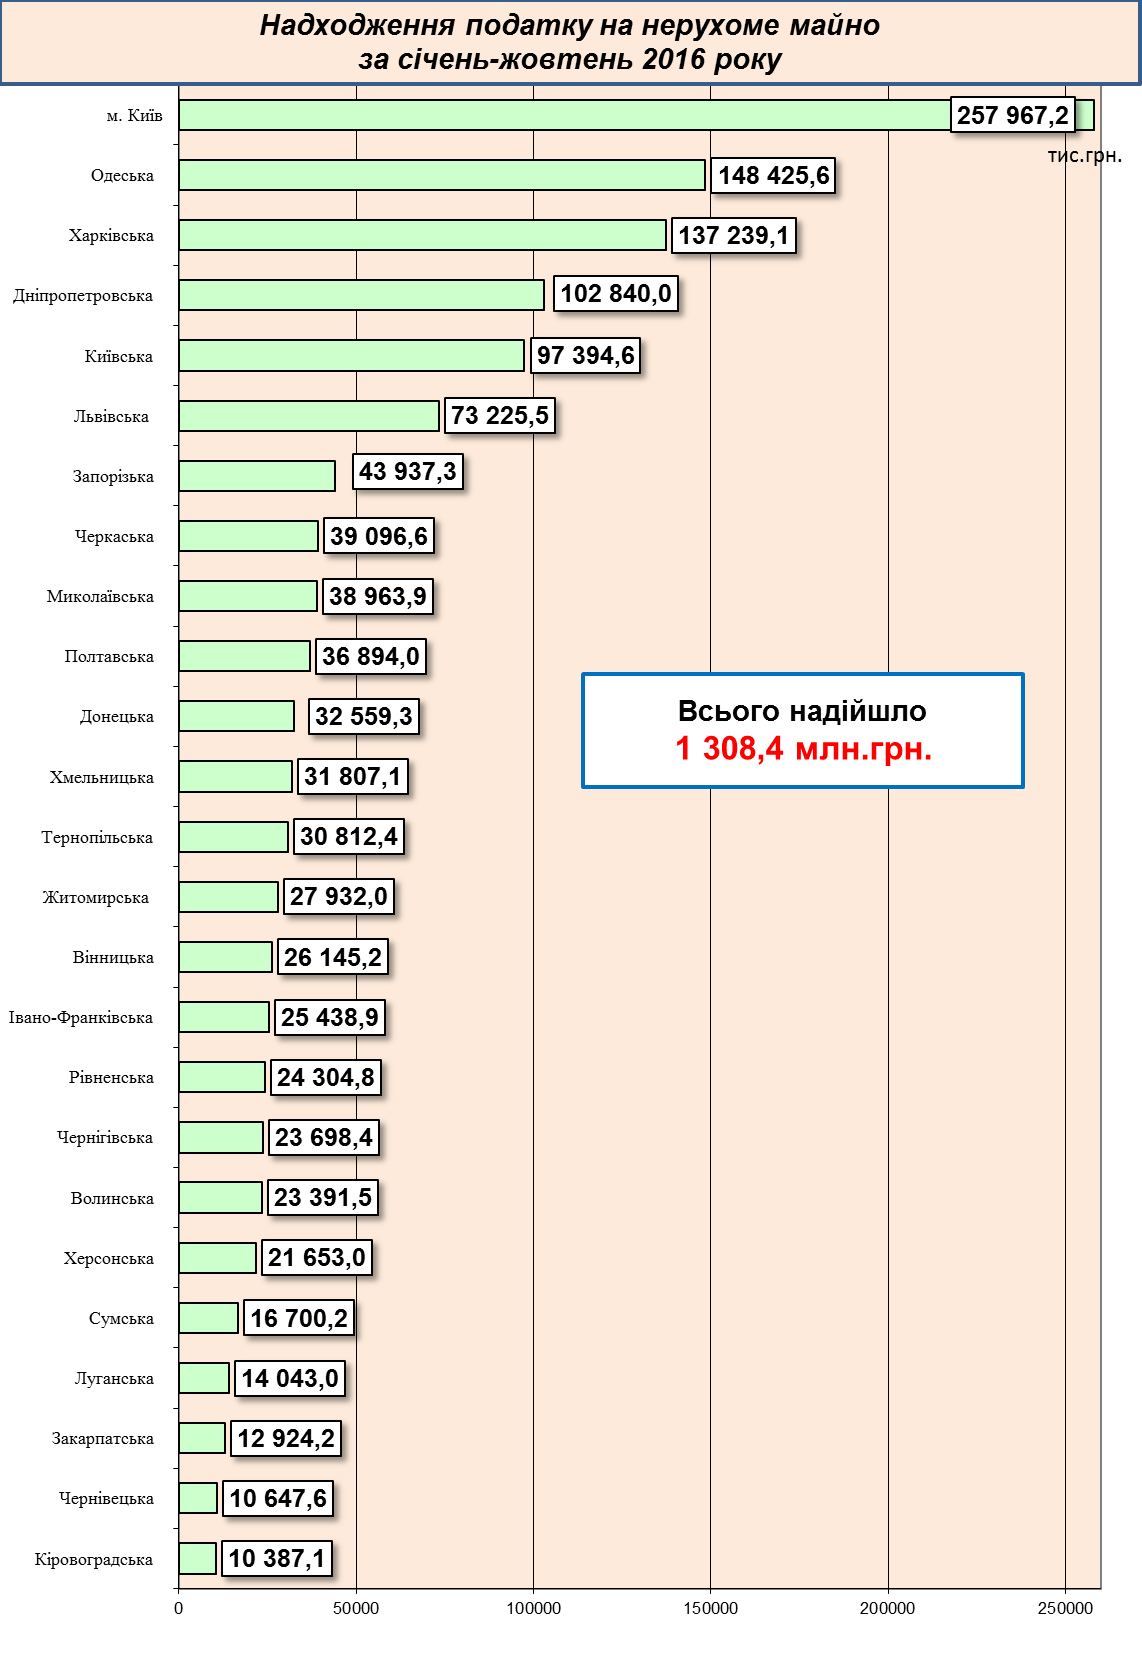 Надходження податку на нерухоме майно
за січень-жовтень 2016 року
м. Київ 257 967,2
тис.грн.
Одеська 148 425,6
Харківська 137 239,1
Дніпропетровська 102 840,0
Київська 97 394,6
Львівська 73 225,5
Запорізька 43 937,3
Черкаська 39 096,6
Миколаївська 38 963,9
Полтавська 36 894,0
Донецька 32 559,3
Всього надійшло
1 308,4 млн.грн.
Хмельницька 31 807,1
Тернопільська 30 812,4
Житомирська 27 932,0
Вінницька 26 145,2
Івано-Франківська 25 438,9
Рівненська 24 304,8
Чернігівська 23 698,4
Волинська 23 391,5
Херсонська 21 653,0
Сумська 16 700,2
Луганська 14 043,0
Закарпатська 12 924,2
Чернівецька 10 647,6
Кіровоградська 10 387,1
0 50000 100000 150000 200000 250000